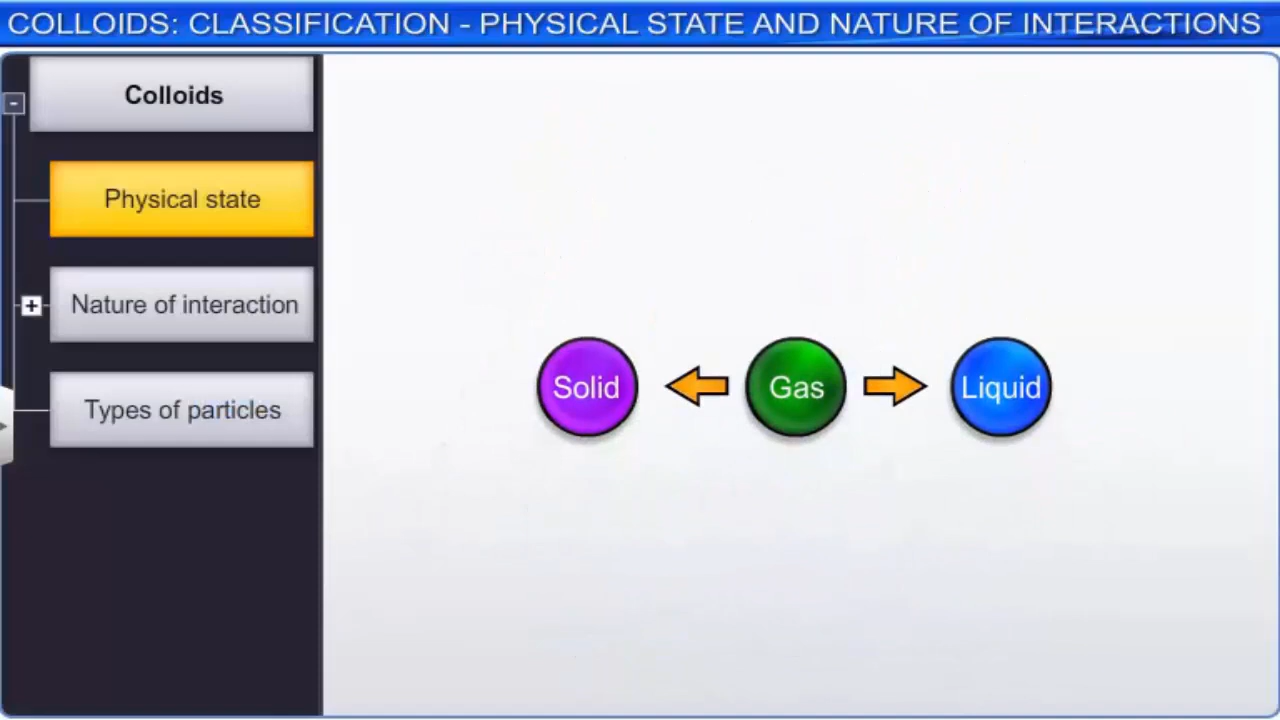 COLLOIDS: CLASSIFICATION - PHYSICAL STATE AND NATURE OF INTERACTIONS
Colloids
Physical state
Nature of interaction
Types of particles
Solid
Gas
Liquid